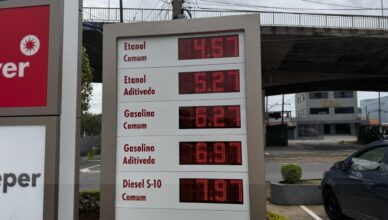 Etanol
Comum
4.57
Etanol
Aditivado
5.27
Gasolina
Comum
6.27
Gasolina
Aditivada
6.97
Diesel S-10
Comum
7.97
yer
eper